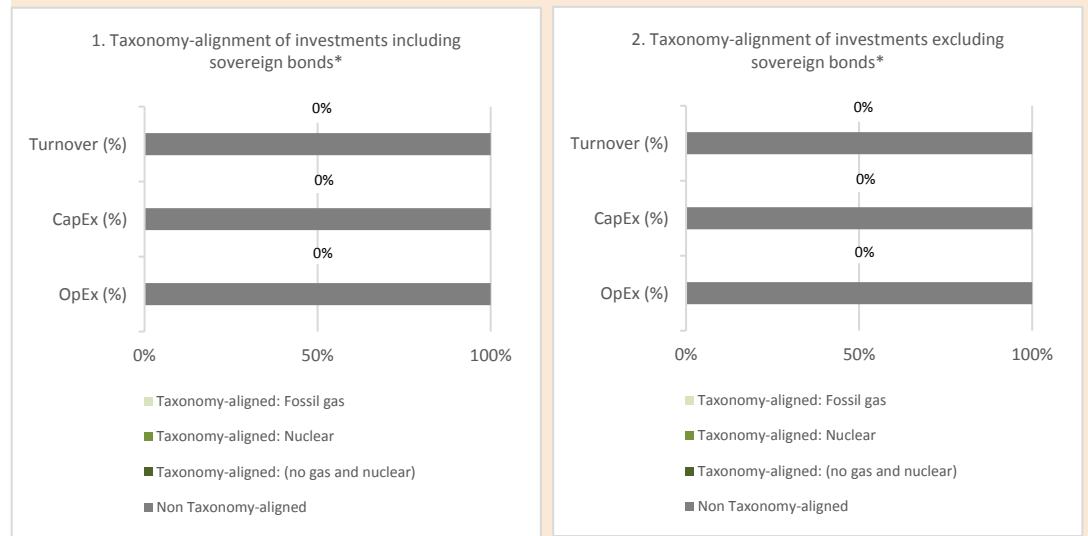 1. Taxonomy-alignment of investments including
sovereign bonds*
0%
Turnover (%)
0%
CapEx (%)
0%
OpEx (%)
0% 50% 100%
Taxonomy-aligned: Fossil gas
Taxonomy-aligned: Nuclear
Taxonomy-aligned: (no gas and nuclear)
Non Taxonomy-aligned
2. Taxonomy-alignment of investments excluding
sovereign bonds*
0%
Turnover (%)
0%
CapEx (%)
0%
OpEx (%)
0% 50% 100%
Taxonomy-aligned: Fossil gas
Taxonomy-aligned: Nuclear
Taxonomy-aligned: (no gas and nuclear)
Non Taxonomy-aligned